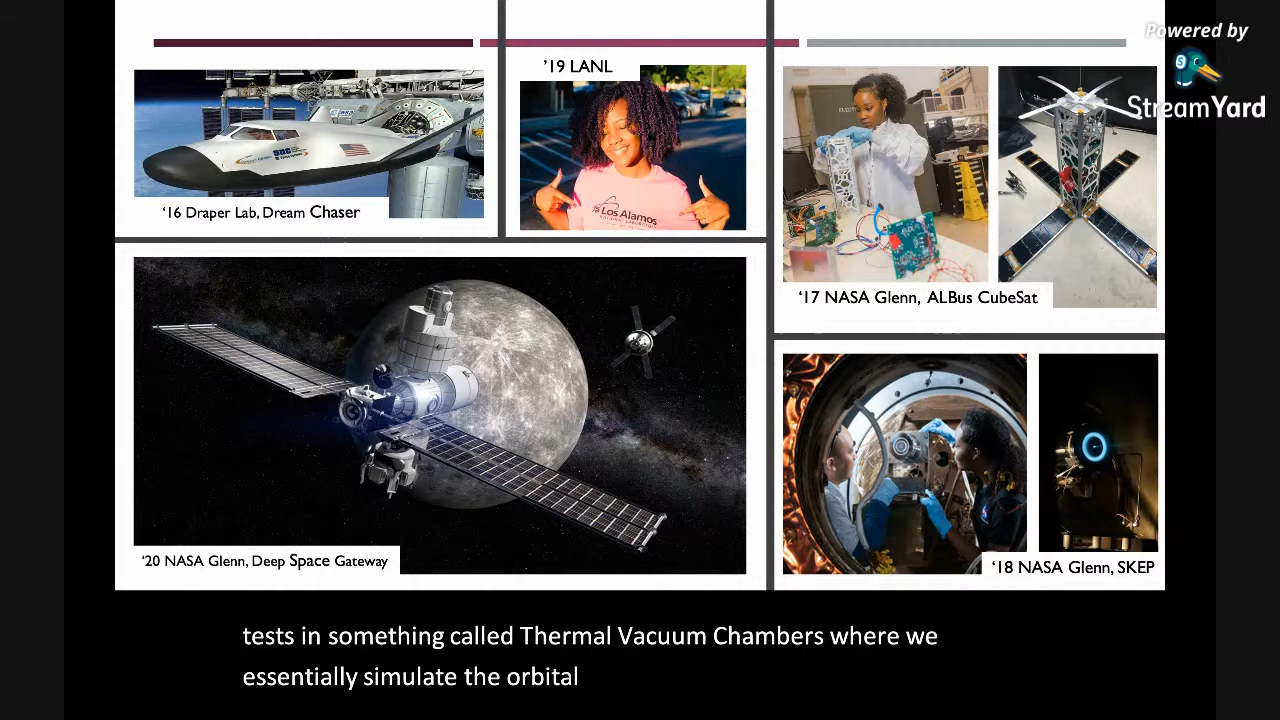 Powered by
StreamYard
'19 LANL
Los Alamos
'16 Draper Lab, Dream Chaser
'17 NASA Glenn, ALBus CubeSat
'20 NASA Glenn, Deep Space Gateway
'18 NASA Glenn, SKEP
tests in something called Thermal Vacuum Chambers where we
essentially simulate the orbital